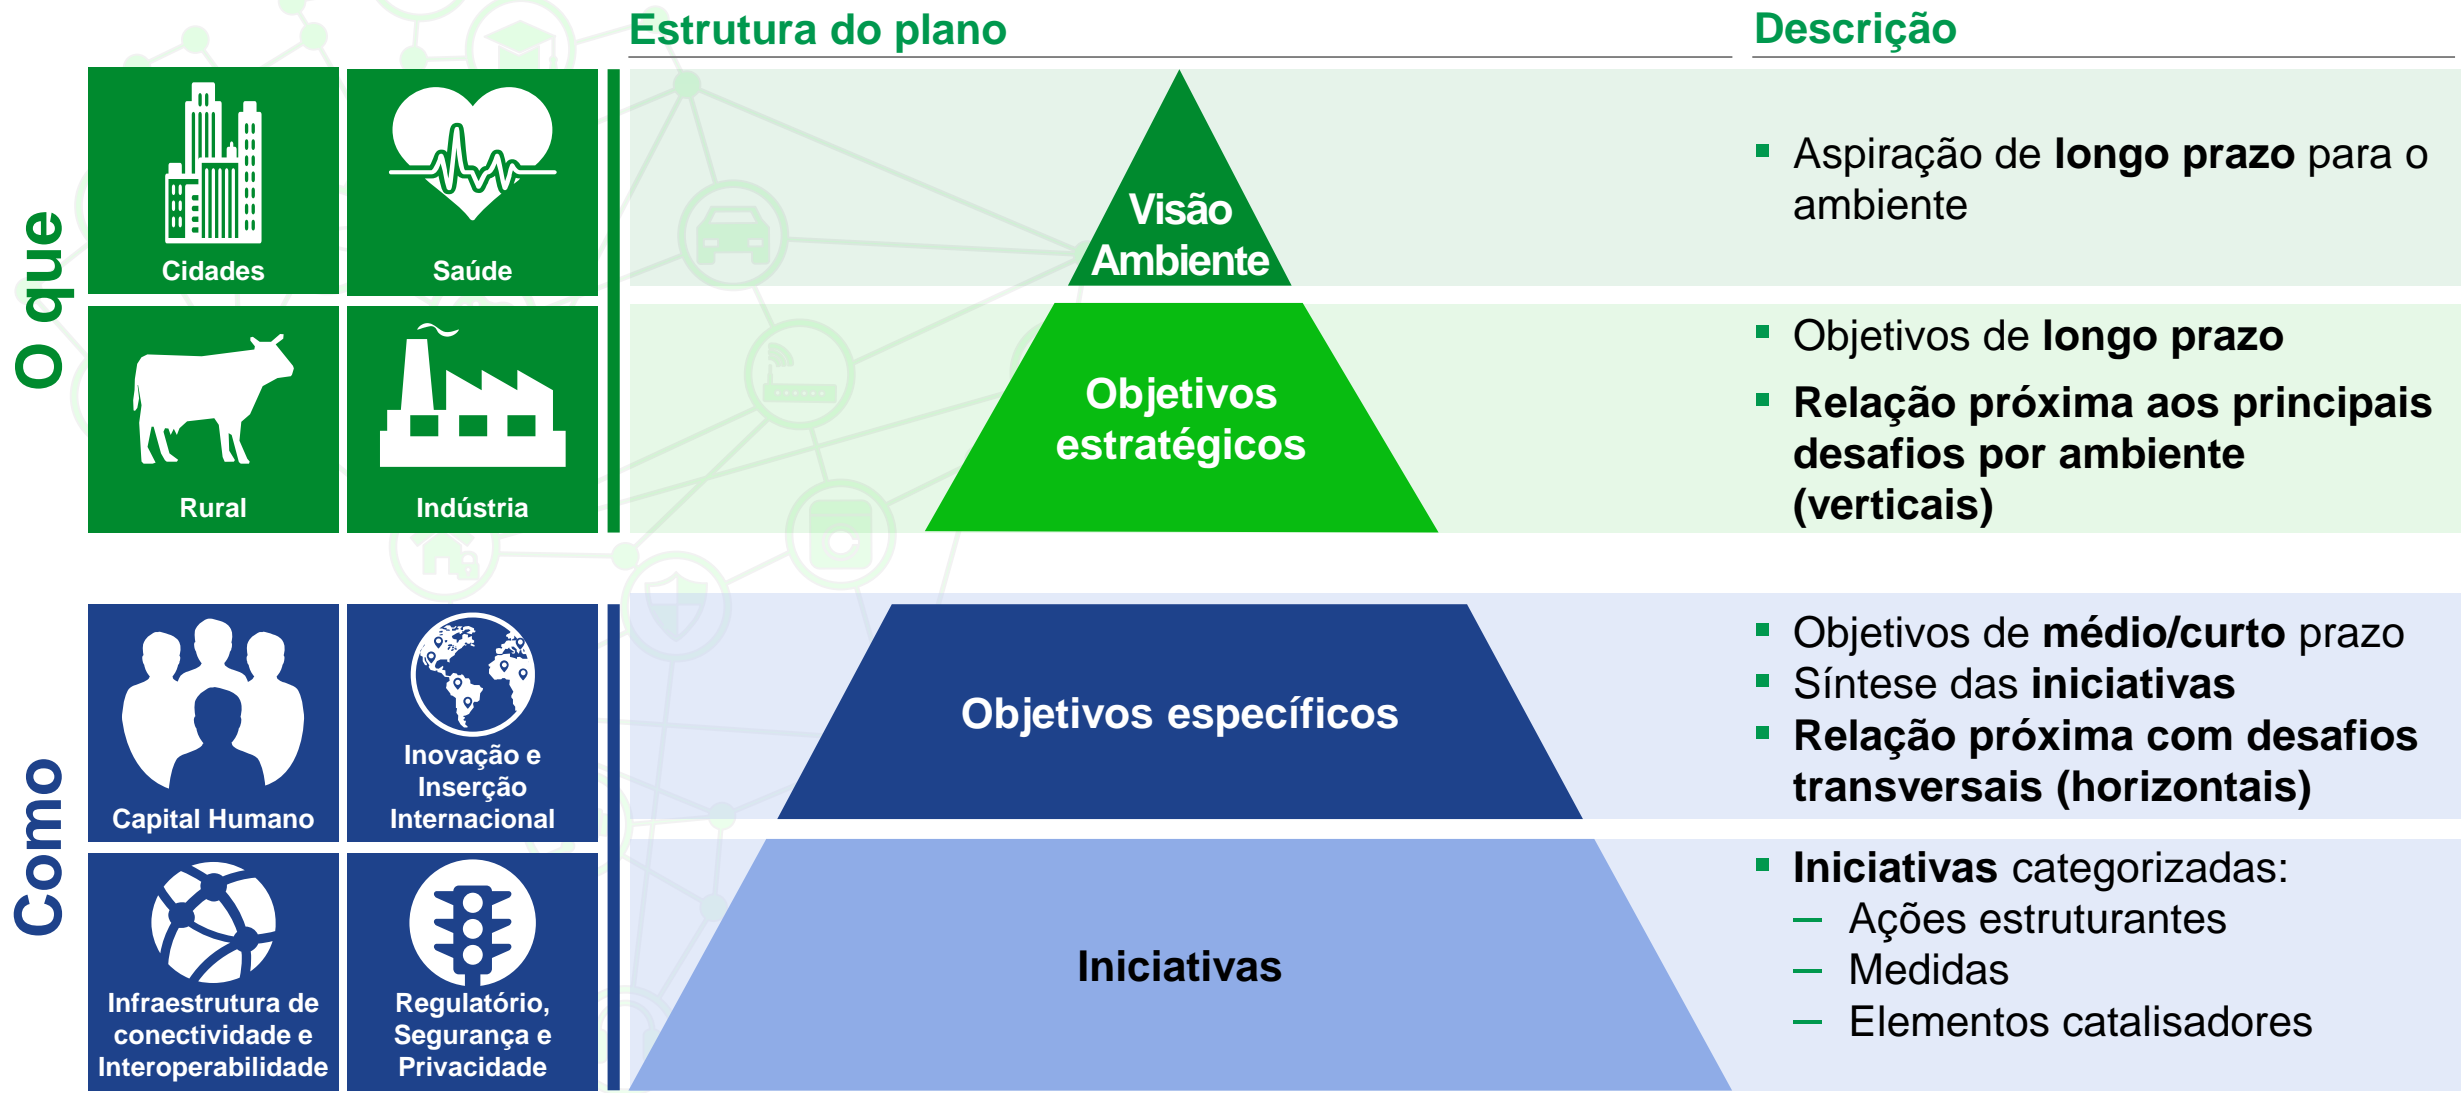 Estrutura do plano
Descrição
O que
Cidades
Saúde
Rural
Indústria
Visão
Ambiente
▪ Aspiração de longo prazo para o
ambiente
Objetivos
estratégicos
▪ Objetivos de longo prazo
▪ Relação próxima aos principais
desafios por ambiente
(verticais)
Como
Capital Humano
Inovação e
Inserção
Internacional
Infraestrutura de
conectividade e
Interoperabilidade
Regulatório,
Segurança e
Privacidade
Objetivos específicos
▪ Objetivos de médio/curto prazo
▪ Síntese das iniciativas
▪ Relação próxima com desafios
transversais (horizontais)
Iniciativas
▪ Iniciativas categorizadas:
– Ações estruturantes
– Medidas
– Elementos catalisadores